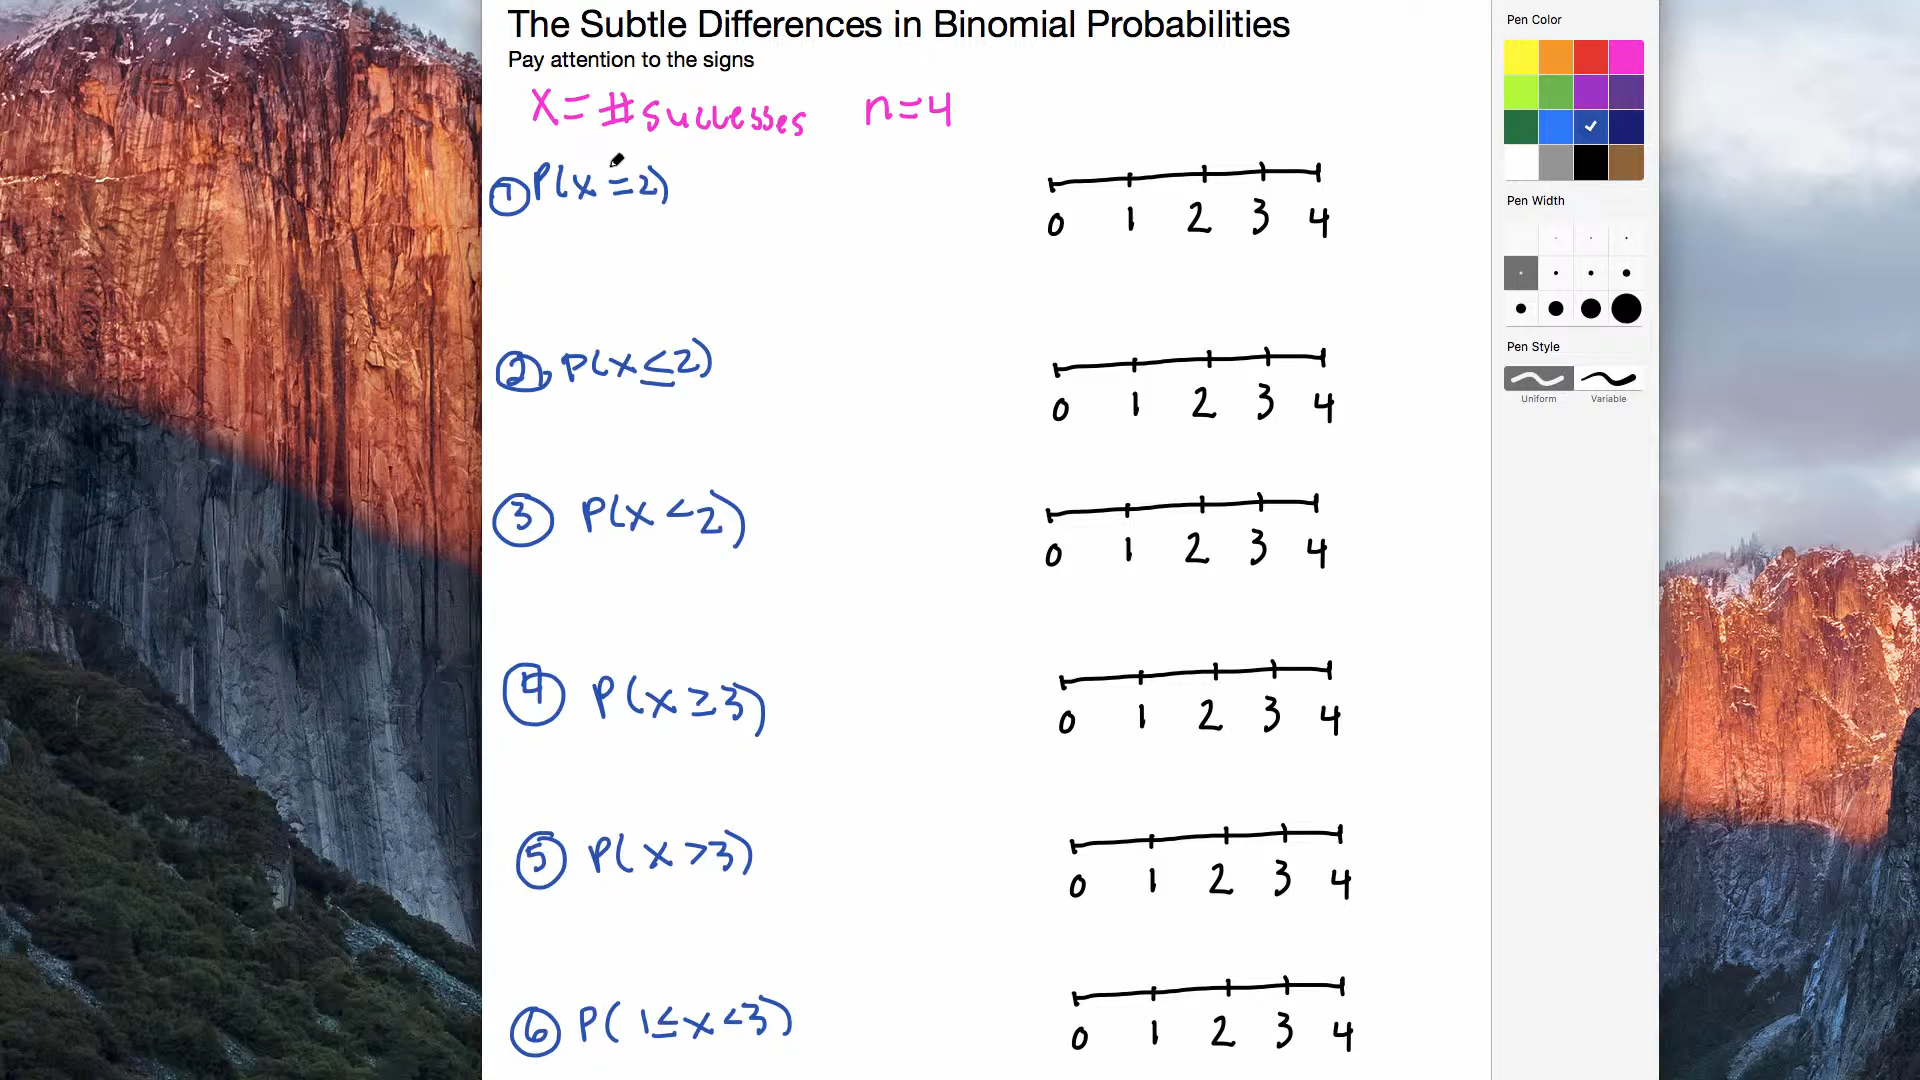 The Subtle Differences in Binomial Probabilities
Pay attention to the signs
X = # successes n=4
① P(x = 2)
0 1 2 3 4
②. P(x ≤ 2)
0 1 2 3 4
③ P(x < 2)
0 1 2 3 4
④ P(x ≥ 3)
0 1 2 3 4
⑤ P(x > 3)
0 1 2 3 4
⑥ P(1 ≤ x < 3)
0 1 2 3 4
Pen Color
Pen Width
Pen Style
Uniform Variable